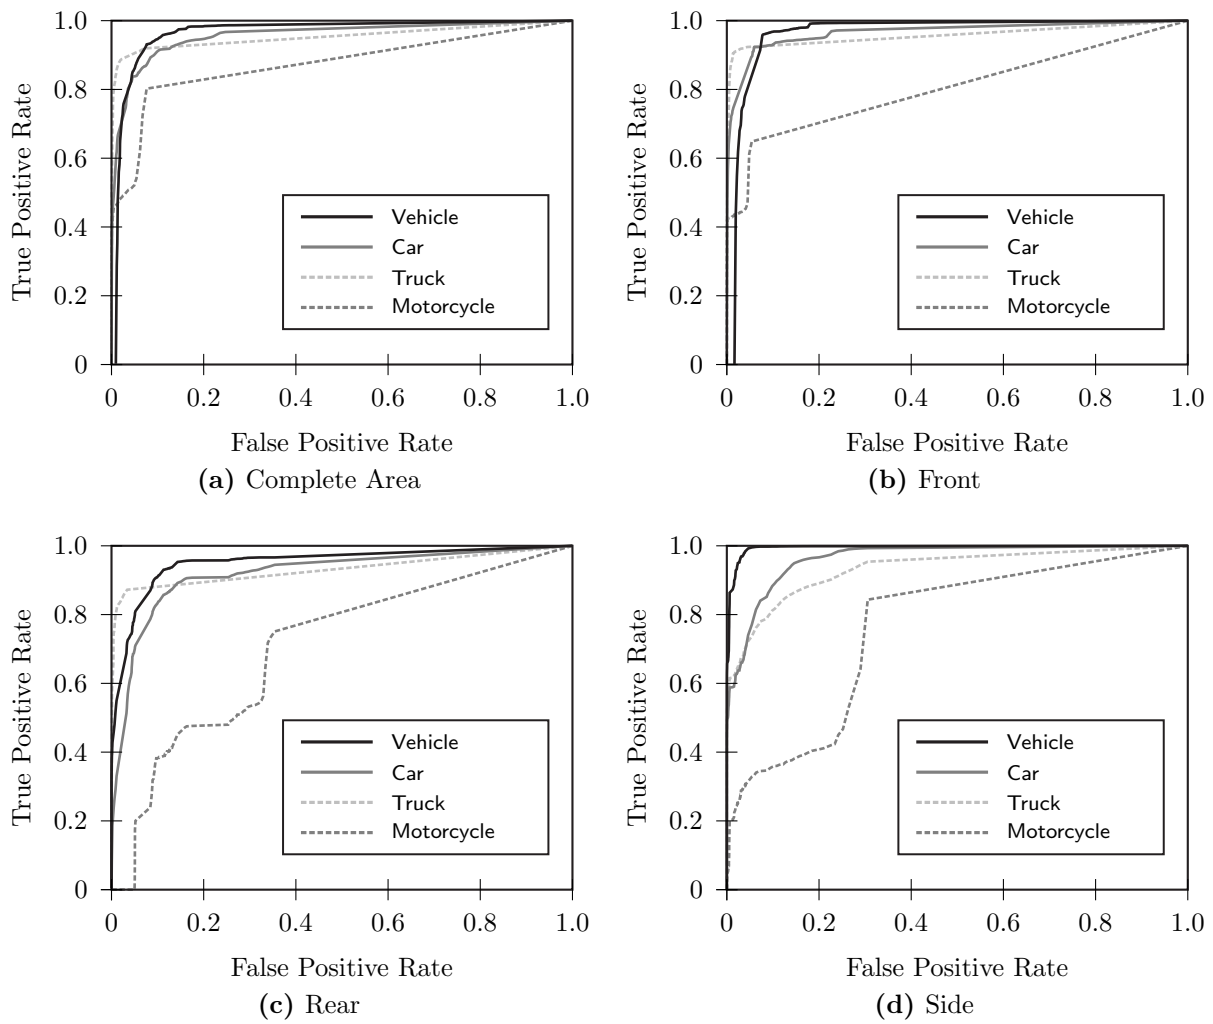 1.0
0.8
0.6
0.4
0.2
0
0 0.2 0.4 0.6 0.8 1.0
True Positive Rate
False Positive Rate
Vehicle
Car
Truck
Motorcycle
(a) Complete Area
1.0
0.8
0.6
0.4
0.2
0
0 0.2 0.4 0.6 0.8 1.0
True Positive Rate
False Positive Rate
Vehicle
Car
Truck
Motorcycle
(b) Front
1.0
0.8
0.6
0.4
0.2
0
0 0.2 0.4 0.6 0.8 1.0
True Positive Rate
False Positive Rate
Vehicle
Car
Truck
Motorcycle
(c) Rear
1.0
0.8
0.6
0.4
0.2
0
0 0.2 0.4 0.6 0.8 1.0
True Positive Rate
False Positive Rate
Vehicle
Car
Truck
Motorcycle
(d) Side